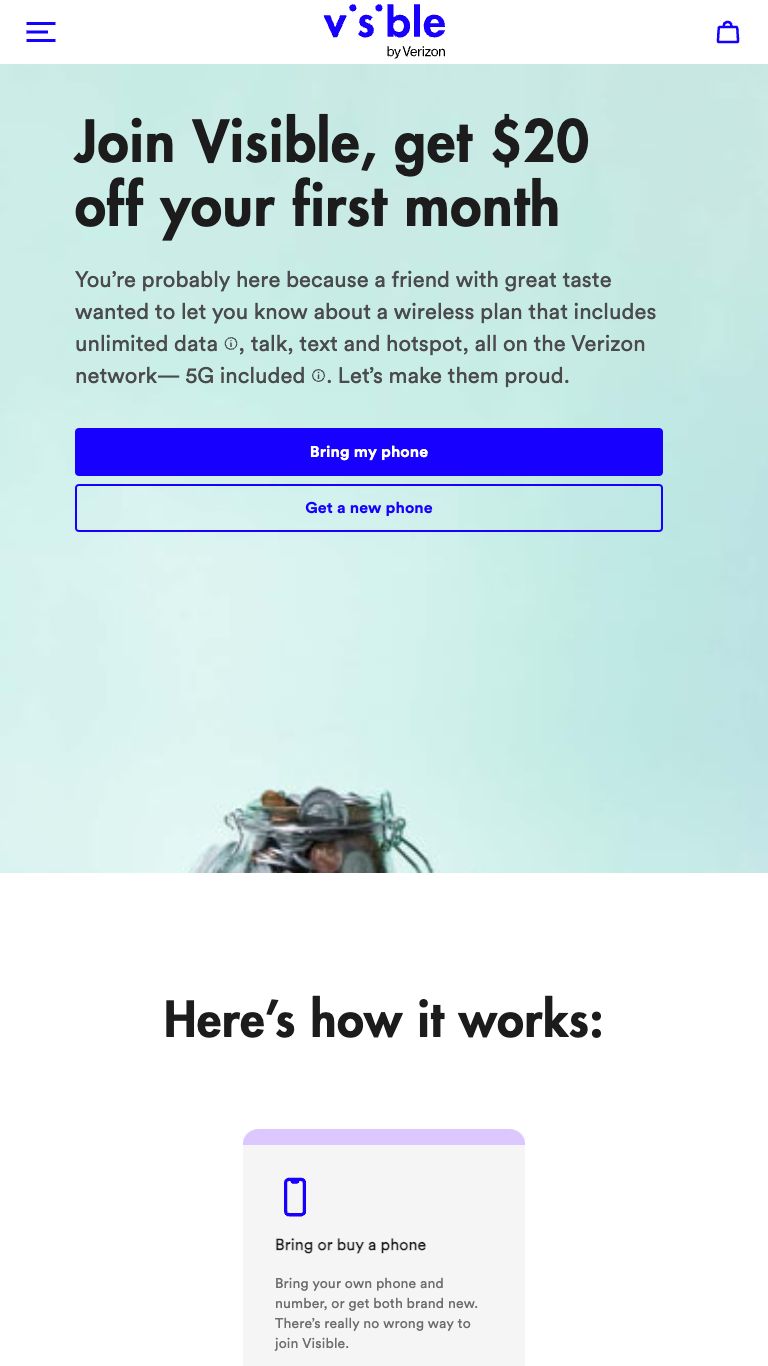 visible
by Verizon
Join Visible, get $20
off your first month
You’re probably here because a friend with great taste
wanted to let you know about a wireless plan that includes
unlimited data ⓘ, talk, text and hotspot, all on the Verizon
network— 5G included ⓘ. Let’s make them proud.
Bring my phone
Get a new phone
Here’s how it works:
Bring or buy a phone
Bring your own phone and
number, or get both brand new.
There’s really no wrong way to
join Visible.